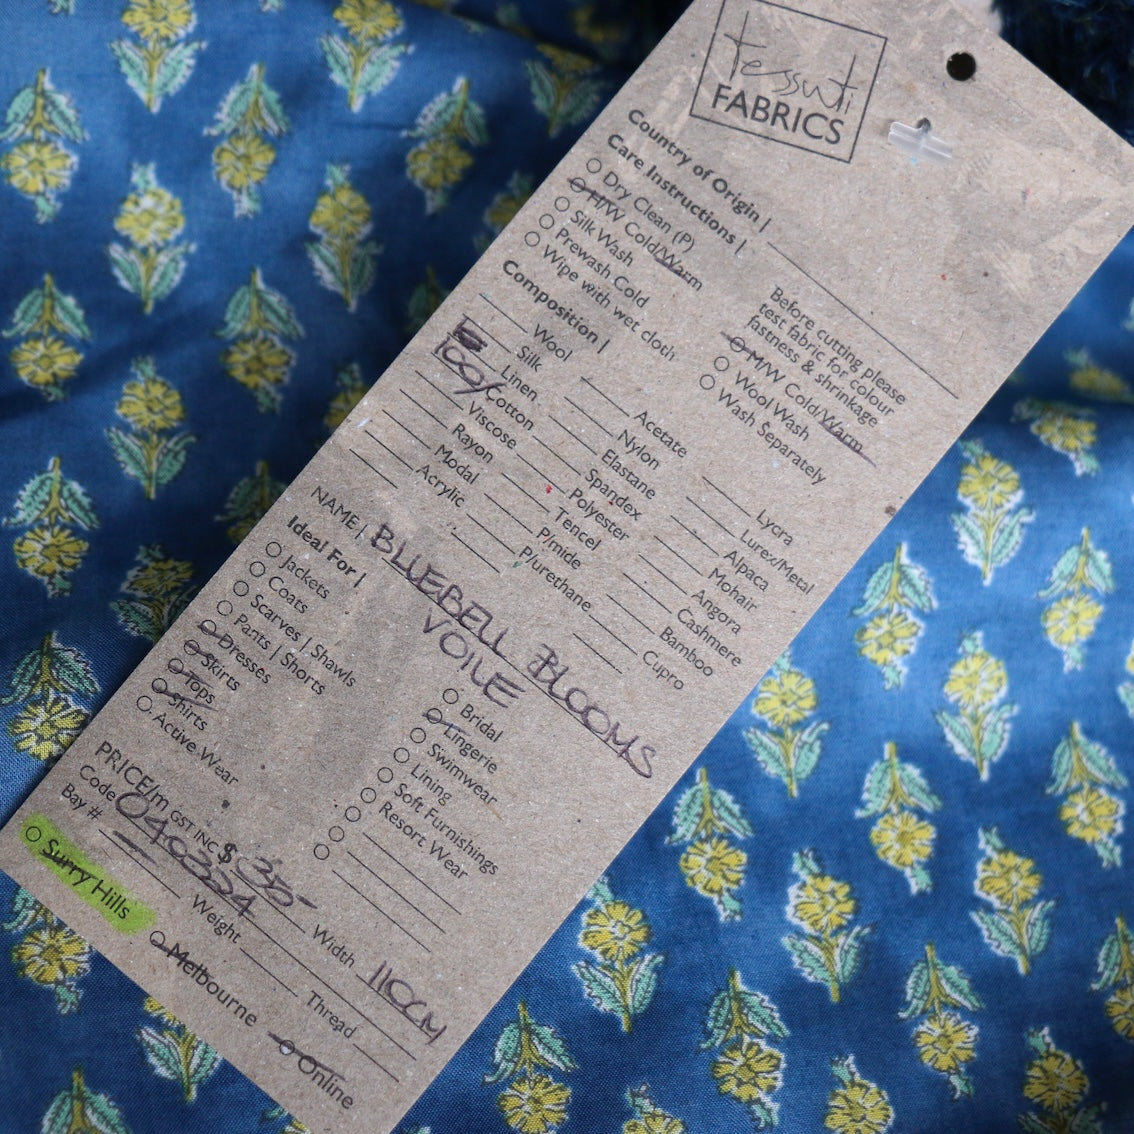 tessuti
FABRICS
Country of Origin |
Care Instructions |
Dry Clean (P)
H/W Cold/Warm
Silk Wash
Prewash Cold
Wipe with wet cloth
Before cutting please
test fabric for colour
fastness & shrinkage
M/W Cold/Warm
Wool Wash
Wash Separately
Composition |
Wool
Silk
Linen
100/ Cotton
Viscose
Rayon
Modal
Acrylic
Acetate
Nylon
Elastane
Spandex
Polyester
Tencel
P/mide
P/urethane
Lycra
Lurex/Metal
Alpaca
Mohair
Angora
Cashmere
Bamboo
Cupro
NAME | BLUEBELL BLOOMS
VOILE
Ideal For |
Jackets
Coats
Scarves | Shawls
Pants | Shorts
Dresses
Skirts
Tops
Shirts
Active Wear
Bridal
Lingerie
Swimwear
Lining
Soft Furnishings
Resort Wear
PRICE/m GST INC $ 35-
Code 040324 Width 110CM
Bay # Weight Thread
Surry Hills Melbourne Online